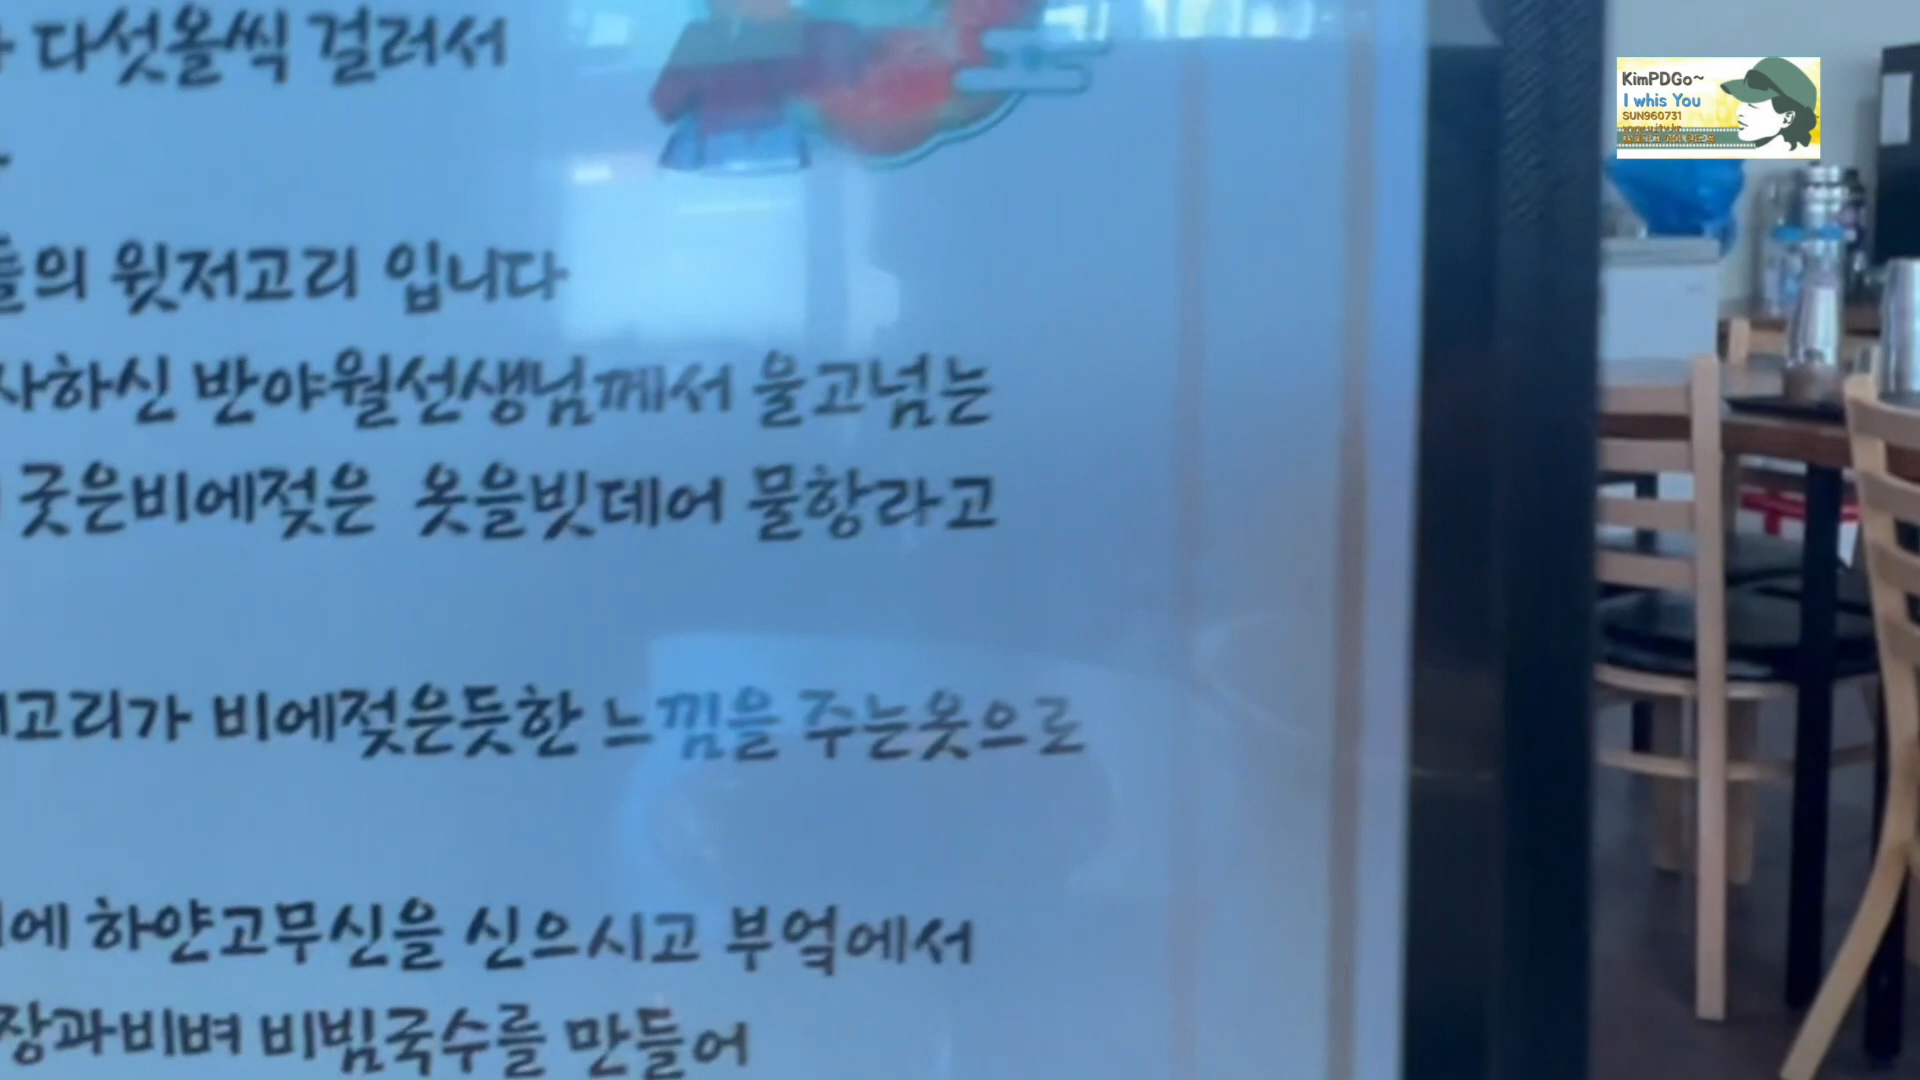 다섯올씩 걸러서
들의 윗저고리 입니다
사하신 반야월선생님께서 울고넘는
굿은비에젖은 옷을빗데어 물항라고
고리가 비에젖은듯한 느낌을 주는옷으로
에 하얀고무신을 신으시고 부엌에서
장과비벼 비빔국수를 만들어
KimPDGo~
I whis You
SUN960731